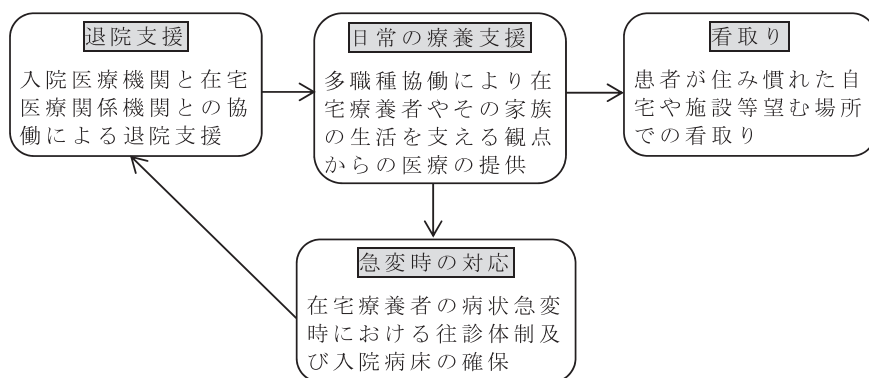 退院支援
入院医療機関と在宅
医療関係機関との協
働による退院支援
日常の療養支援
多職種協働により在
宅療養者やその家族
の生活を支える観点
からの医療の提供
看取り
患者が住み慣れた自
宅や施設等望む場所
での看取り
急変時の対応
在宅療養者の病状急変
時における往診体制及
び入院病床の確保